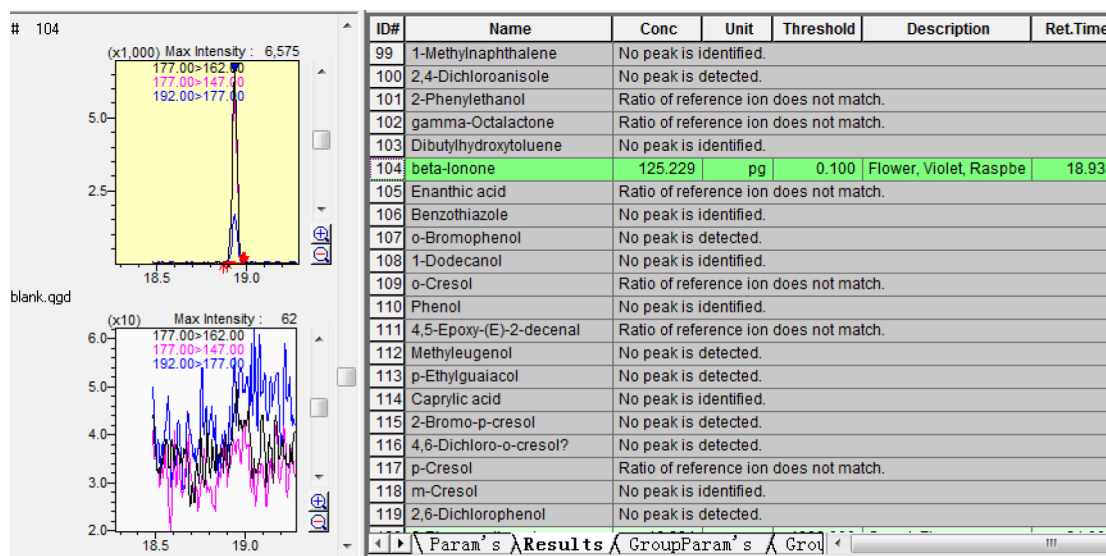 # 104
(x1,000) Max Intensity : 6,575
177.00>162.00
177.00>147.00
192.00>177.00
5.0
2.5
18.5 19.0
blank.qgd
(x10) Max Intensity : 62
177.00>162.00
177.00>147.00
192.00>177.00
6.0
5.0
4.0
3.0
2.0
18.5 19.0
ID# Name Conc Unit Threshold Description Ret.Time
99 1-Methylnaphthalene No peak is identified.
100 2,4-Dichloroanisole No peak is detected.
101 2-Phenylethanol Ratio of reference ion does not match.
102 gamma-Octalactone Ratio of reference ion does not match.
103 Dibutylhydroxytoluene No peak is identified.
104 beta-Ionone 125.229 pg 0.100 Flower, Violet, Raspbe 18.93
105 Enanthic acid Ratio of reference ion does not match.
106 Benzothiazole No peak is identified.
107 o-Bromophenol No peak is detected.
108 1-Dodecanol No peak is identified.
109 o-Cresol Ratio of reference ion does not match.
110 Phenol No peak is identified.
111 4,5-Epoxy-(E)-2-decenal Ratio of reference ion does not match.
112 Methyleugenol No peak is detected.
113 p-Ethylguaiacol No peak is detected.
114 Caprylic acid No peak is detected.
115 2-Bromo-p-cresol No peak is detected.
116 4,6-Dichloro-o-cresol? No peak is detected.
117 p-Cresol Ratio of reference ion does not match.
118 m-Cresol No peak is identified.
119 2,6-Dichlorophenol No peak is detected.
Param's Results GroupParam's Grou